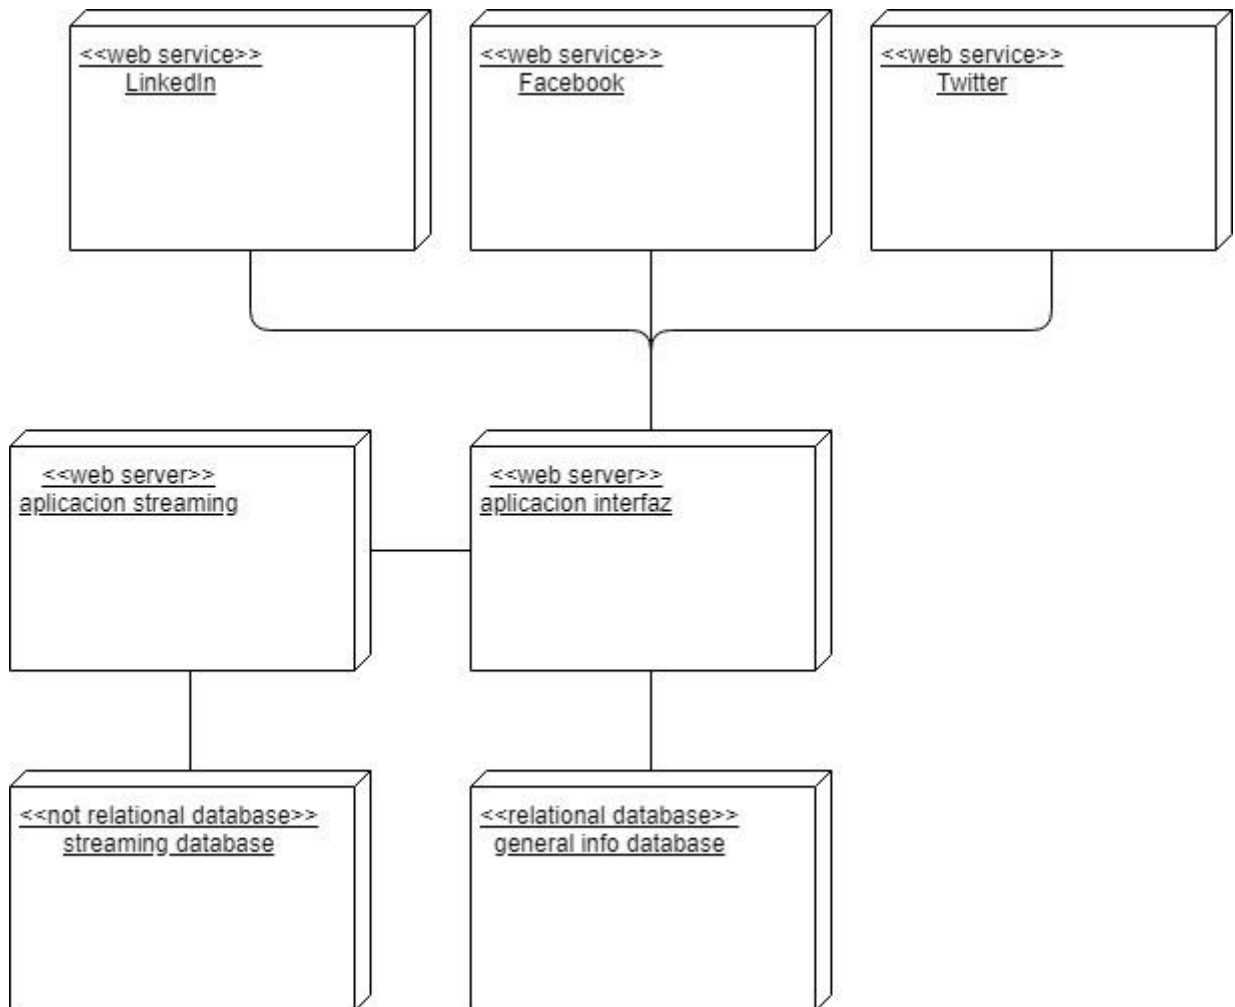 <<web service>>
LinkedIn
<<web service>>
Facebook
<<web service>>
Twitter
<<web server>>
aplicacion streaming
<<web server>>
aplicacion interfaz
<<not relational database>>
streaming database
<<relational database>>
general info database